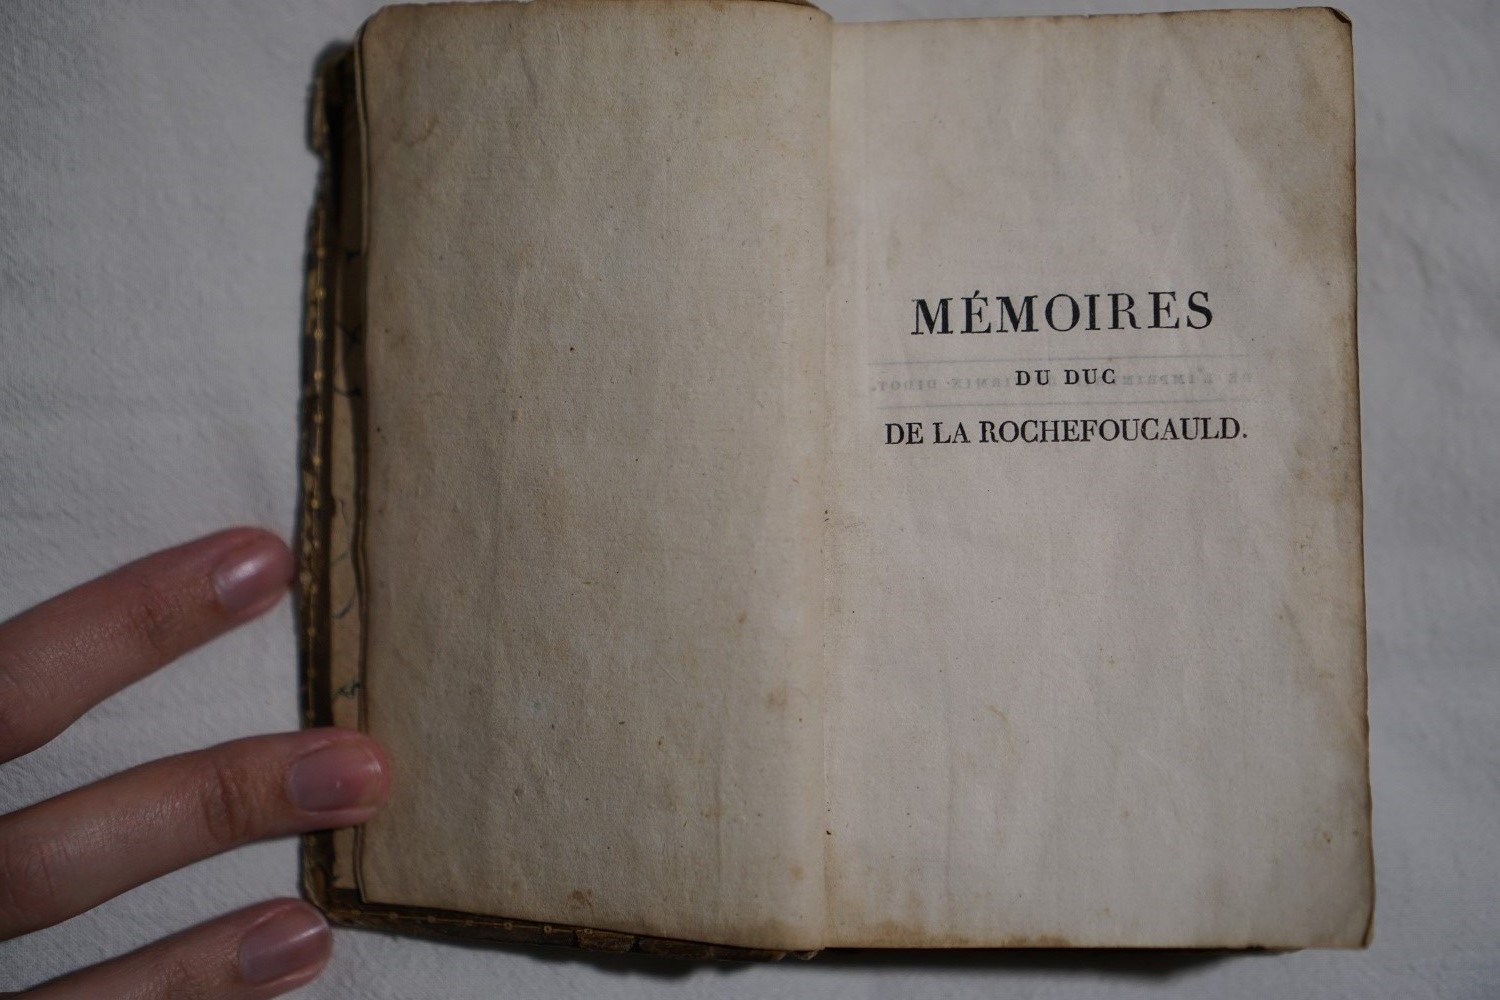 MÉMOIRES
DU DUC
DE LA ROCHEFOUCAULD.